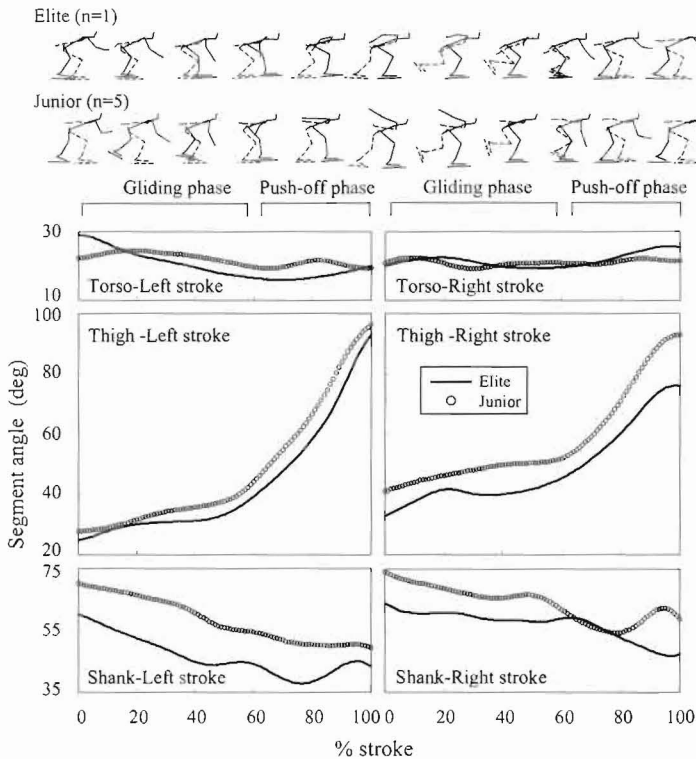 Elite (n=1)
Junior (n=5)
Gliding phase
Push-off phase
Gliding phase
Push-off phase
30
10
Torso-Left stroke
Torso-Right stroke
100
80
60
40
20
Thigh -Left stroke
Thigh -Right stroke
Elite
Junior
Segment angle (deg)
75
55
35
Shank-Left stroke
Shank-Right stroke
0 20 40 60 80 100 0 20 40 60 80 100
% stroke